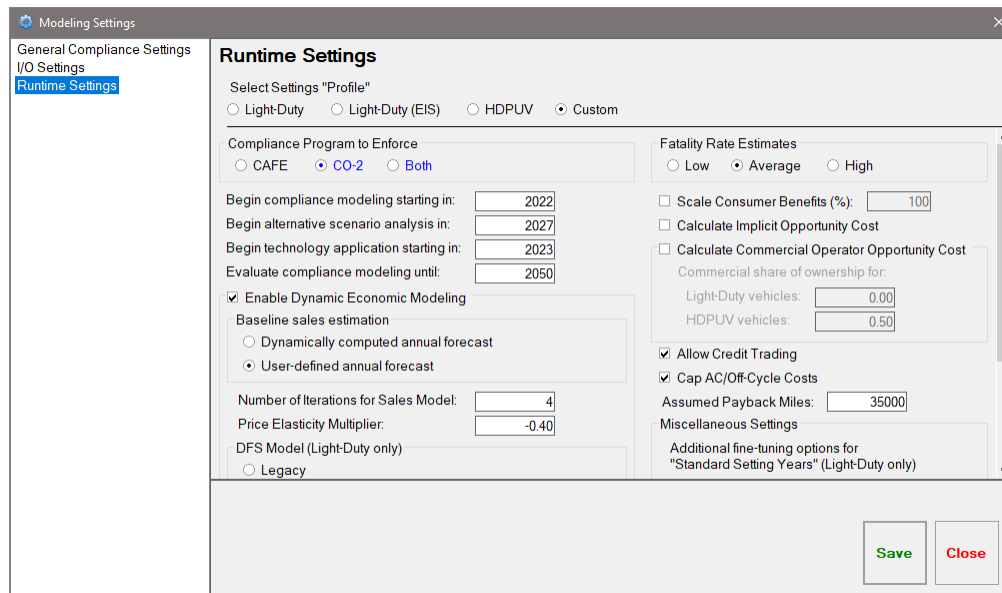 Modeling Settings
General Compliance Settings
I/O Settings
Runtime Settings
Runtime Settings
Select Settings "Profile"
Light-Duty Light-Duty (EIS) HDPUV Custom
Compliance Program to Enforce
CAFE CO-2 Both
Begin compliance modeling starting in: 2022
Begin alternative scenario analysis in: 2027
Begin technology application starting in: 2023
Evaluate compliance modeling until: 2050
Enable Dynamic Economic Modeling
Baseline sales estimation
Dynamically computed annual forecast
User-defined annual forecast
Number of Iterations for Sales Model: 4
Price Elasticity Multiplier: -0.40
DFS Model (Light-Duty only)
Legacy
Fatality Rate Estimates
Low Average High
Scale Consumer Benefits (%): 100
Calculate Implicit Opportunity Cost
Calculate Commercial Operator Opportunity Cost
Commercial share of ownership for:
Light-Duty vehicles: 0.00
HDPUV vehicles: 0.50
Allow Credit Trading
Cap AC/Off-Cycle Costs
Assumed Payback Miles: 35000
Miscellaneous Settings
Additional fine-tuning options for
"Standard Setting Years" (Light-Duty only)
Save Close